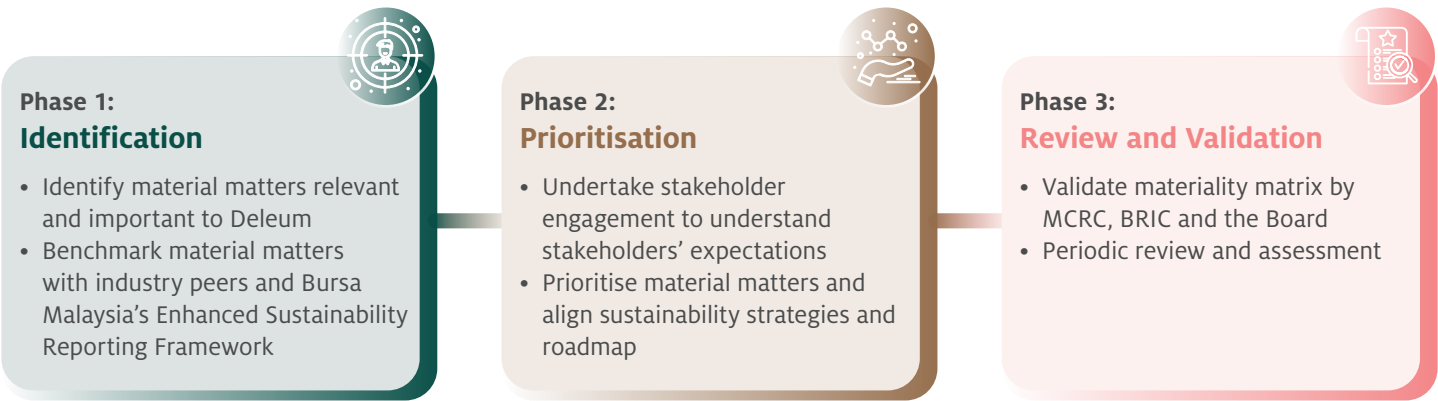 Phase 1:
Identification
• Identify material matters relevant
and important to Deleum
• Benchmark material matters
with industry peers and Bursa
Malaysia’s Enhanced Sustainability
Reporting Framework
Phase 2:
Prioritisation
• Undertake stakeholder
engagement to understand
stakeholders’ expectations
• Prioritise material matters and
align sustainability strategies and
roadmap
Phase 3:
Review and Validation
• Validate materiality matrix by
MCRC, BRIC and the Board
• Periodic review and assessment